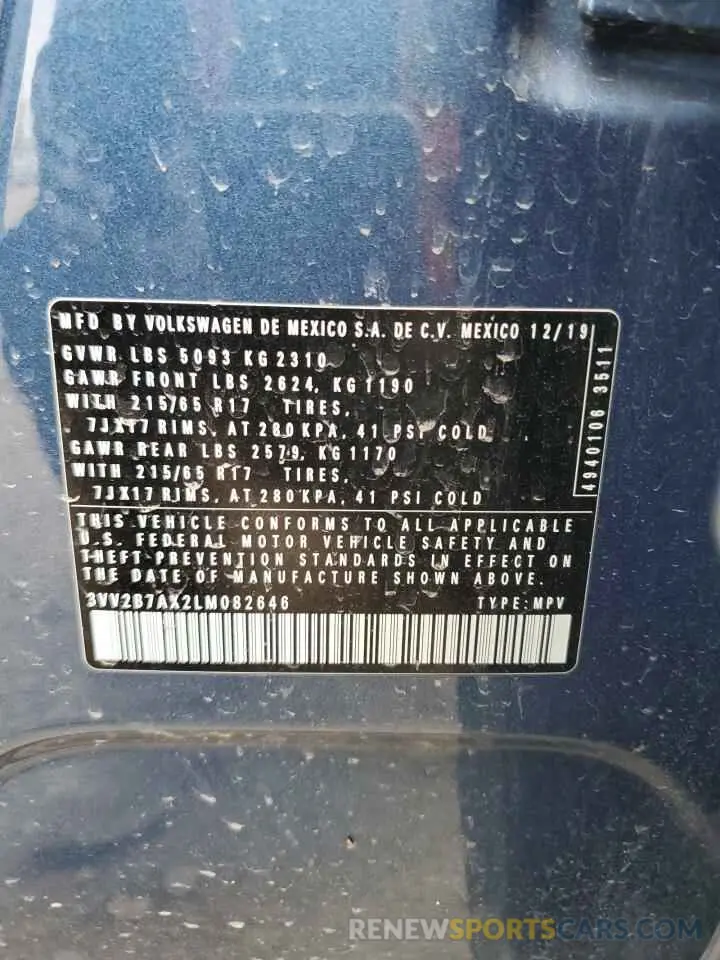 MFD BY VOLKSWAGEN DE MEXICO S.A. DE C.V. MEXICO 12/19
GVWR LBS 5093 KG 2310
GAWR FRONT LBS 2624, KG 1190
WITH 215/65 R17 TIRES,
7JX17 RIMS, AT 280 KPA, 41 PSI COLD
GAWR REAR LBS 2579, KG 1170
WITH 215/65 R17 TIRES,
7JX17 RIMS, AT 280 KPA, 41 PSI COLD
4940106 3511
THIS VEHICLE CONFORMS TO ALL APPLICABLE
U.S. FEDERAL MOTOR VEHICLE SAFETY AND
THEFT PREVENTION STANDARDS IN EFFECT ON
THE DATE OF MANUFACTURE SHOWN ABOVE.
3VV2B7AX2LM082646 TYPE: MPV
RENEWSPORTSCARS.COM